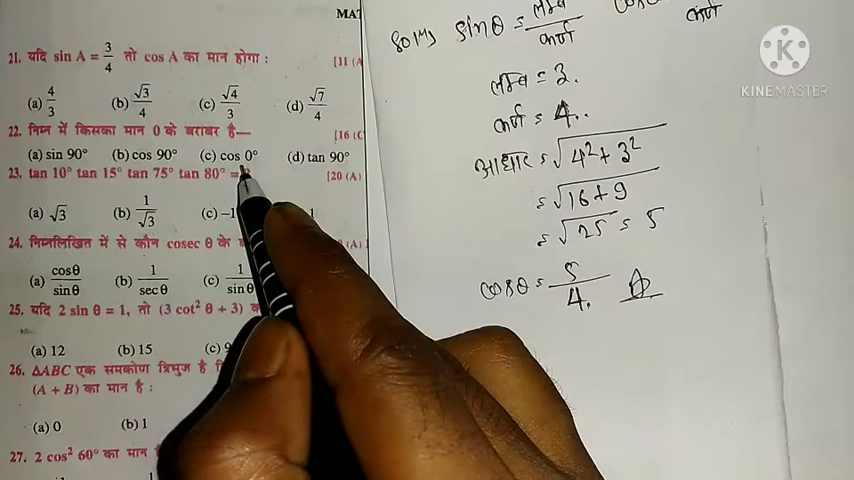 MAT
21. यदि sin A = 3/4 तो cos A का मान होगा : [11 (A
(a) 4/3 (b) √3/4 (c) √4/3 (d) √7/4
22. निम्न में किसका मान 0 के बराबर है— [16 (C
(a) sin 90° (b) cos 90° (c) cos 0° (d) tan 90°
23. tan 10° tan 15° tan 75° tan 80° = [20 (A)
(a) √3 (b) 1/√3 (c) –1 1
24. निम्नलिखित में से कौन cosec θ के
(a) cosθ/sinθ (b) 1/secθ (c) 1/sinθ
25. यदि 2 sin θ = 1, तो (3 cot² θ + 3)
(a) 12 (b) 15 (c) 9
26. ΔABC एक समकोण त्रिभुज है
(A + B) का मान है :
(a) 0 (b) 1
27. 2 cos² 60° का मान
sinθ = लम्ब/कर्ण
कर्ण
लम्ब = 3.
कर्ण = 4..
आधार = √4² + 3²
= √16 + 9
= √25 = 5
cosθ = 5/4.
KINEMASTER